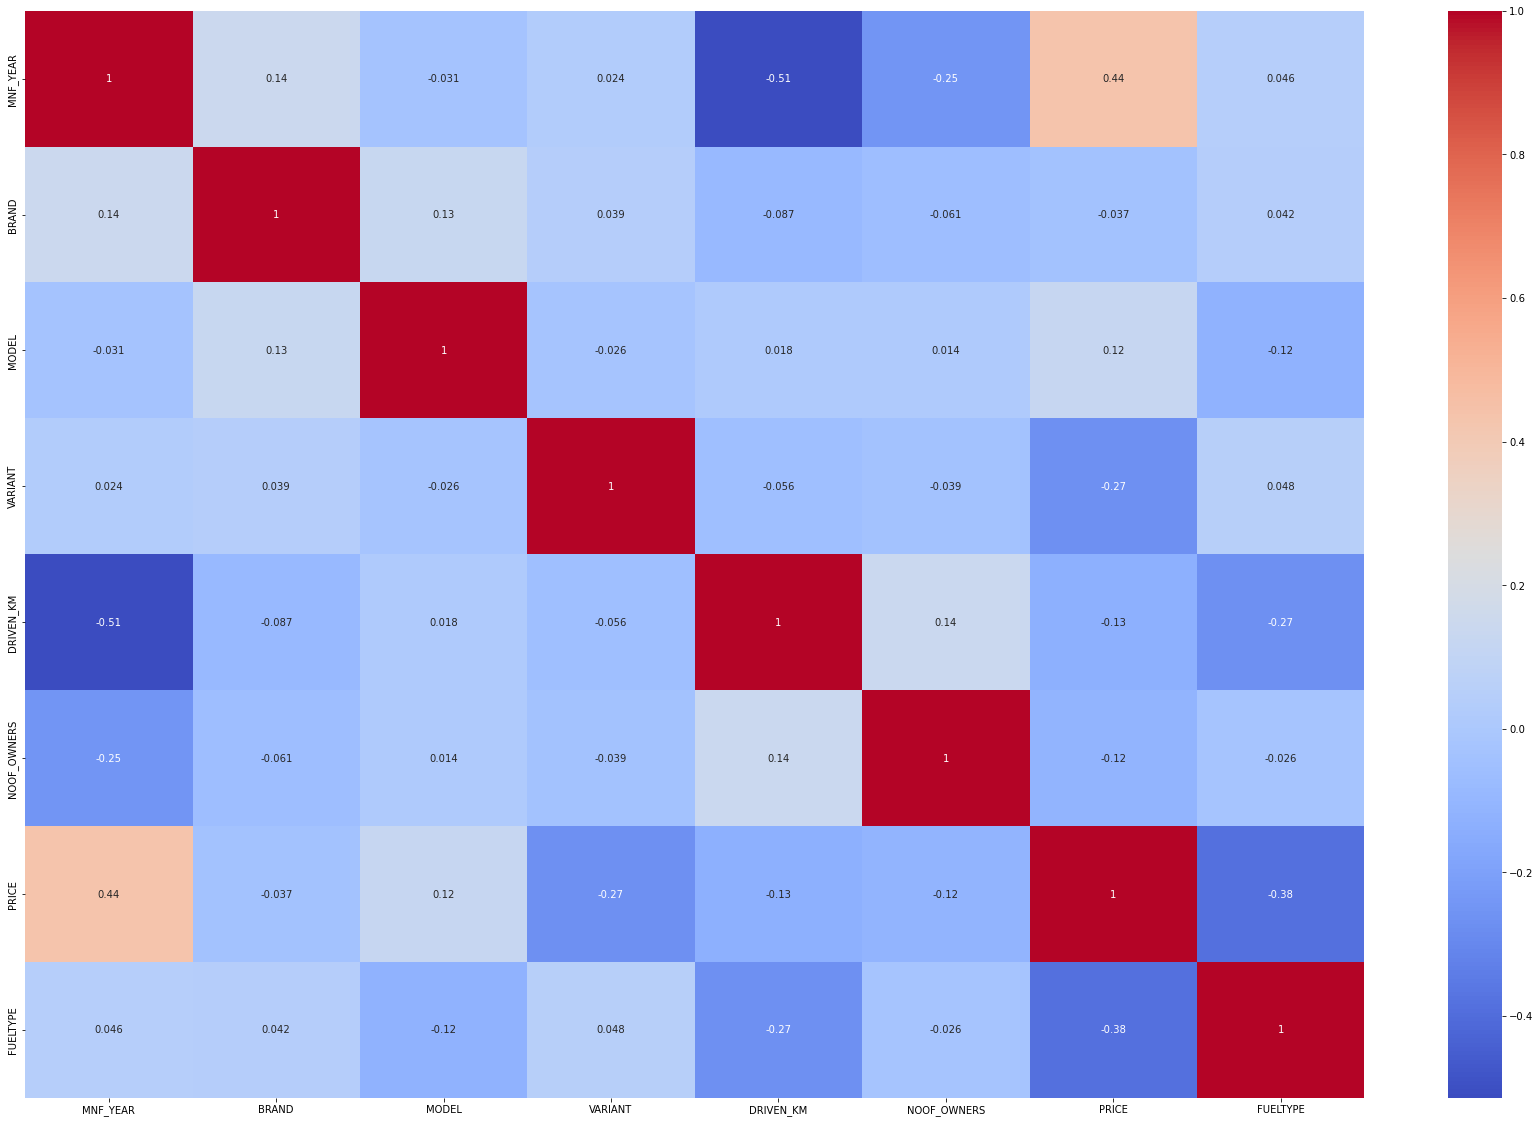 MNF_YEAR 1 0.14 -0.031 0.024 -0.51 -0.25 0.44 0.046
BRAND 0.14 1 0.13 0.039 -0.087 -0.061 -0.037 0.042
MODEL -0.031 0.13 1 -0.026 0.018 0.014 0.12 -0.12
VARIANT 0.024 0.039 -0.026 1 -0.056 -0.039 -0.27 0.048
DRIVEN_KM -0.51 -0.087 0.018 -0.056 1 0.14 -0.13 -0.27
NOOF_OWNERS -0.25 -0.061 0.014 -0.039 0.14 1 -0.12 -0.026
PRICE 0.44 -0.037 0.12 -0.27 -0.13 -0.12 1 -0.38
FUELTYPE 0.046 0.042 -0.12 0.048 -0.27 -0.026 -0.38 1
MNF_YEAR BRAND MODEL VARIANT DRIVEN_KM NOOF_OWNERS PRICE FUELTYPE
1.0
0.8
0.6
0.4
0.2
0.0
−0.2
−0.4